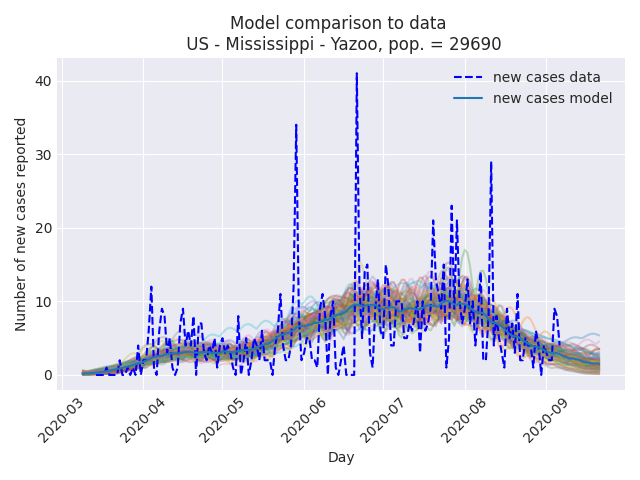 Model comparison to data
US - Mississippi - Yazoo, pop. = 29690
new cases data
new cases model
Number of new cases reported
40
30
20
10
0
2020-03
2020-04
2020-05
2020-06
2020-07
2020-08
2020-09
Day